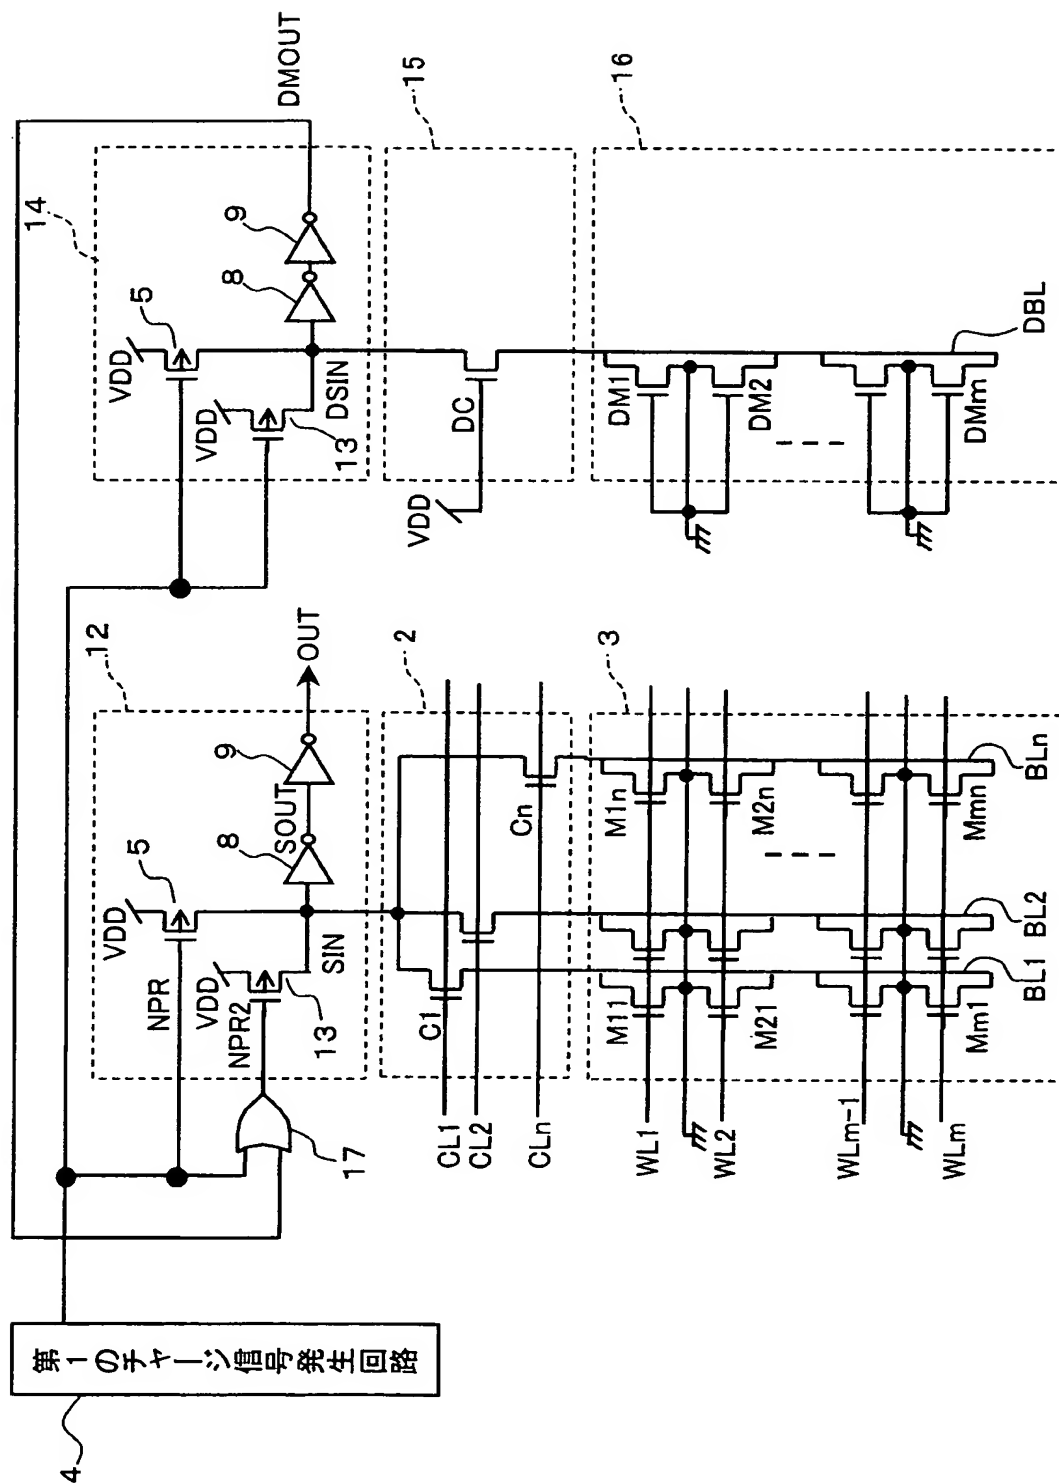 DMOUT
14
15
16
VDD
5
9
8
VDD
DSIN
13
DC
VDD
DM1
DM2
DMm
DBL
12
OUT
VDD
5
9
SOUT
8
NPR
VDD
NPR2
SIN
13
17
2
C1
Cn
CL1
CL2
CLn
3
M11
M21
M1n
M2n
Mm1
Mmn
WL1
WL2
WLm-1
WLm
BL1
BL2
BLn
第1のチャージ信号発生回路
4